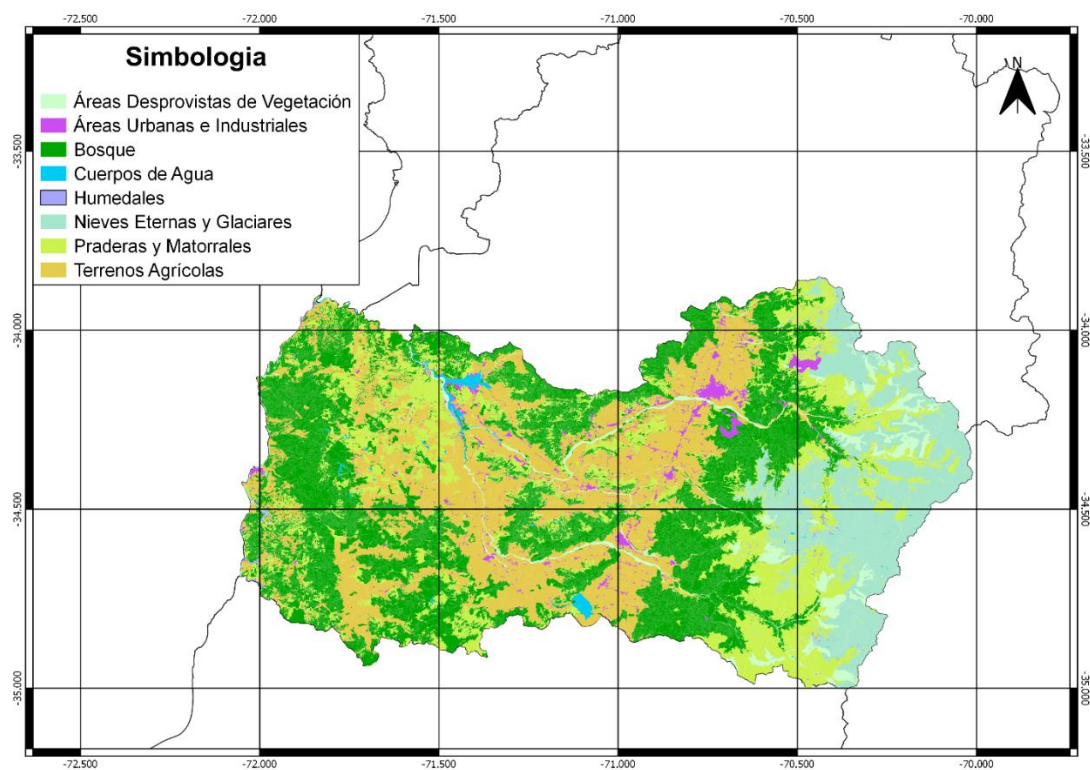 -72.500 -72.000 -71.500 -71.000 -70.500 -70.000
Simbologia
Áreas Desprovistas de Vegetación
Áreas Urbanas e Industriales
Bosque
Cuerpos de Agua
Humedales
Nieves Eternas y Glaciares
Praderas y Matorrales
Terrenos Agrícolas
N
-33.500 -33.500
-34.000 -34.000
-34.500 -34.500
-35.000 -35.000
-72.500 -72.000 -71.500 -71.000 -70.500 -70.000